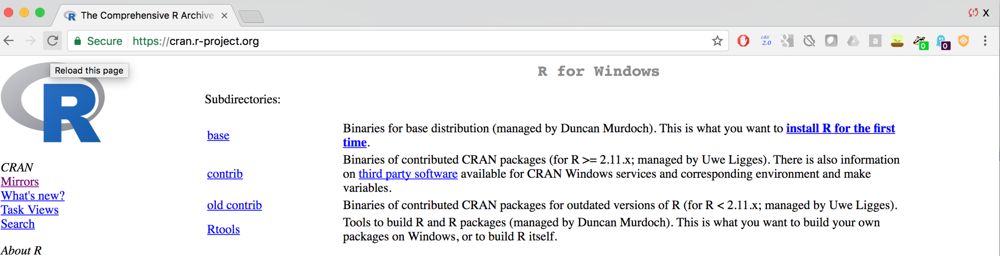 The Comprehensive R Archive
X
Secure https://cran.r-project.org
LibX
2.0
a
0
0
Reload this page
R
R for Windows
Subdirectories:
base
Binaries for base distribution (managed by Duncan Murdoch). This is what you want to install R for the first
time.
contrib
Binaries of contributed CRAN packages (for R >= 2.11.x; managed by Uwe Ligges). There is also information
on third party software available for CRAN Windows services and corresponding environment and make
variables.
old contrib
Binaries of contributed CRAN packages for outdated versions of R (for R < 2.11.x; managed by Uwe Ligges).
Rtools
Tools to build R and R packages (managed by Duncan Murdoch). This is what you want to build your own
packages on Windows, or to build R itself.
CRAN
Mirrors
What's new?
Task Views
Search
About R